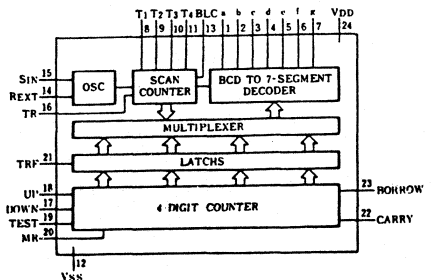 T1 T2 T3 T4 BLC a b c d e f g VDD
8 9 10 11 13 1 2 3 4 5 6 7 24
SIN 15
REXT 14
TR 16
OSC
SCAN COUNTER
BCD TO 7-SEGMENT DECODER
MULTIPLEXER
TRF 21
LATCHS
UP 18
DOWN 17
TEST 19
MR 20
4 DIGIT COUNTER
23 BORROW
22 CARRY
12
VSS